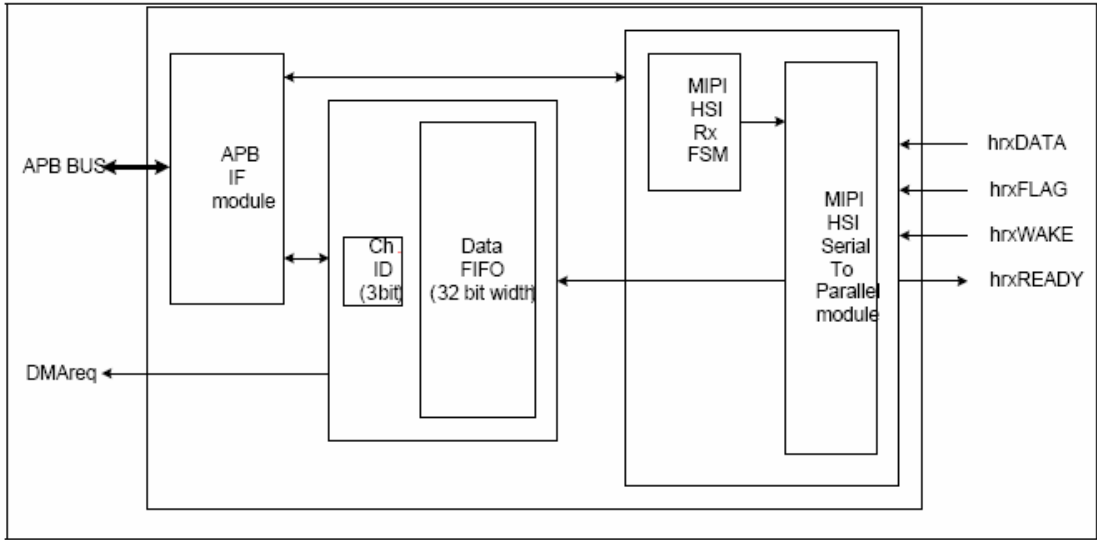 APB BUS
APB
IF
module
Ch
ID
(3bit)
Data
FIFO
(32 bit width)
MIPI
HSI
Rx
FSM
MIPI
HSI
Serial
To
Parallel
module
hrxDATA
hrxFLAG
hrxWAKE
hrxREADY
DMAreq